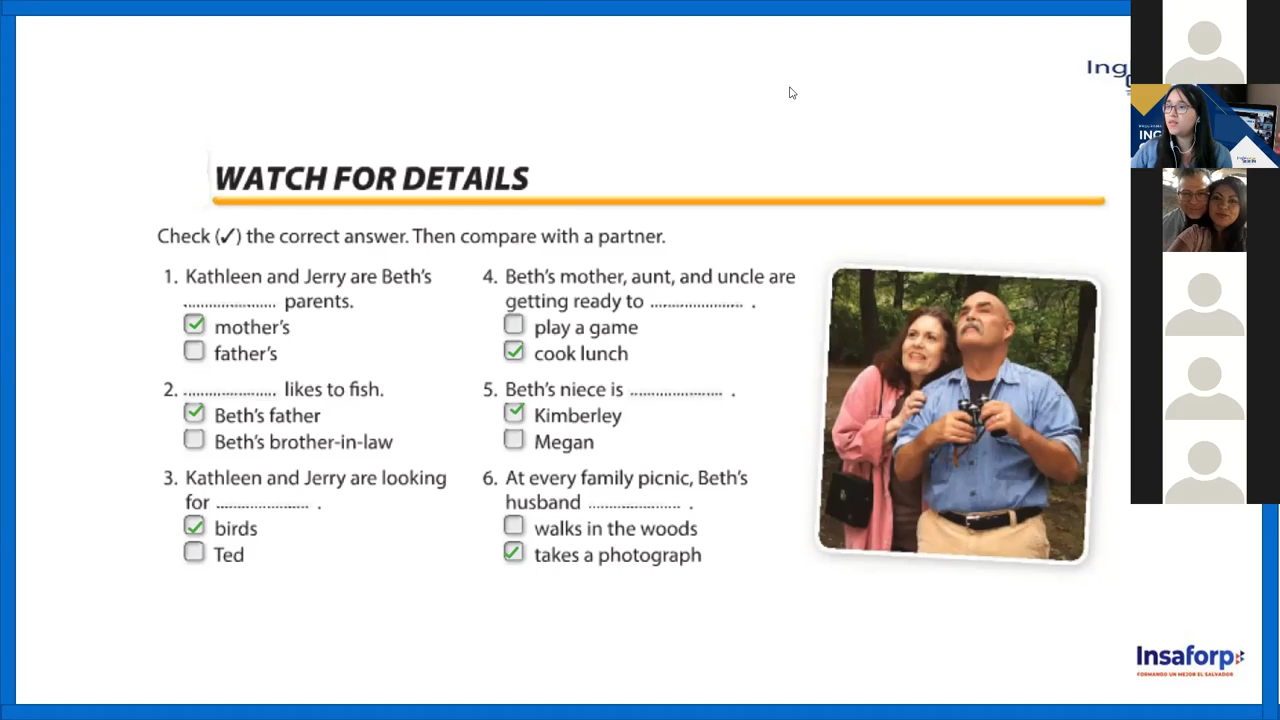 WATCH FOR DETAILS
Check (✓) the correct answer. Then compare with a partner.
1. Kathleen and Jerry are Beth's
.................... parents.
mother's
father's
2. .................... likes to fish.
Beth's father
Beth's brother-in-law
3. Kathleen and Jerry are looking
for .................... .
birds
Ted
4. Beth's mother, aunt, and uncle are
getting ready to .................... .
play a game
cook lunch
5. Beth's niece is .................... .
Kimberley
Megan
6. At every family picnic, Beth's
husband .................... .
walks in the woods
takes a photograph
Ing
ING
Insaforp
FORMANDO UN MEJOR EL SALVADOR